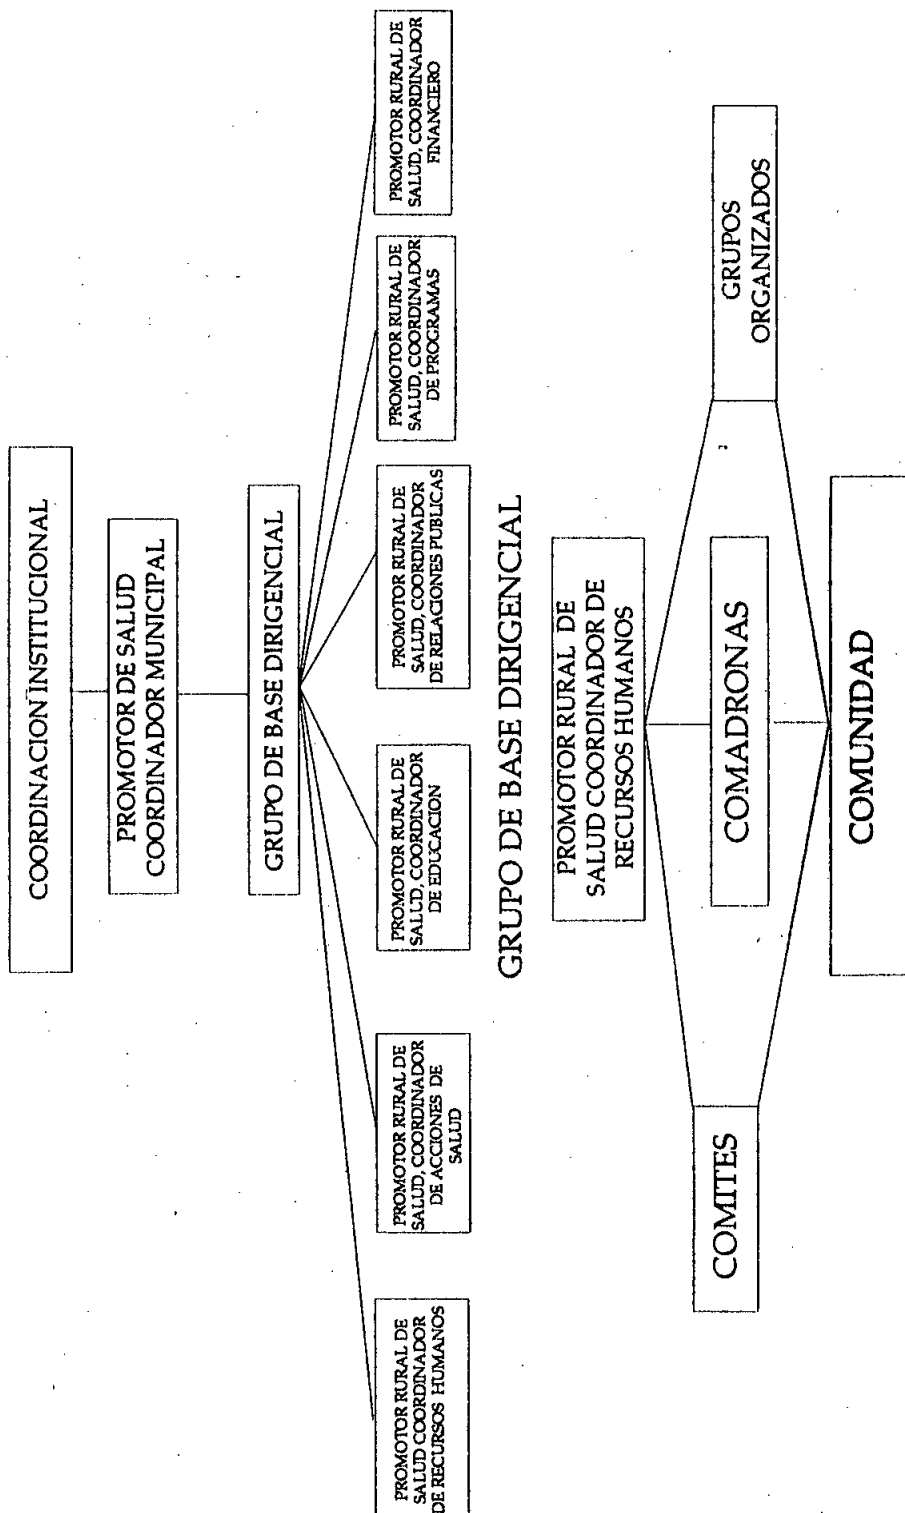 COORDINACION INSTITUCIONAL
PROMOTOR DE SALUD
COORDINADOR MUNICIPAL
GRUPO DE BASE DIRIGENCIAL
PROMOTOR RURAL DE
SALUD COORDINADOR
DE RECURSOS HUMANOS
PROMOTOR RURAL DE
SALUD, COORDINADOR
DE ACCIONES DE
SALUD
PROMOTOR RURAL DE
SALUD, COORDINADOR
DE EDUCACION
PROMOTOR RURAL DE
SALUD, COORDINADOR
DE RELACIONES PUBLICAS
PROMOTOR RURAL DE
SALUD, COORDINADOR
DE PROGRAMAS
PROMOTOR RURAL DE
SALUD, COORDINADOR
FINANCIERO
GRUPO DE BASE DIRIGENCIAL
PROMOTOR RURAL DE
SALUD COORDINADOR DE
RECURSOS HUMANOS
COMITES
COMADRONAS
GRUPOS
ORGANIZADOS
COMUNIDAD